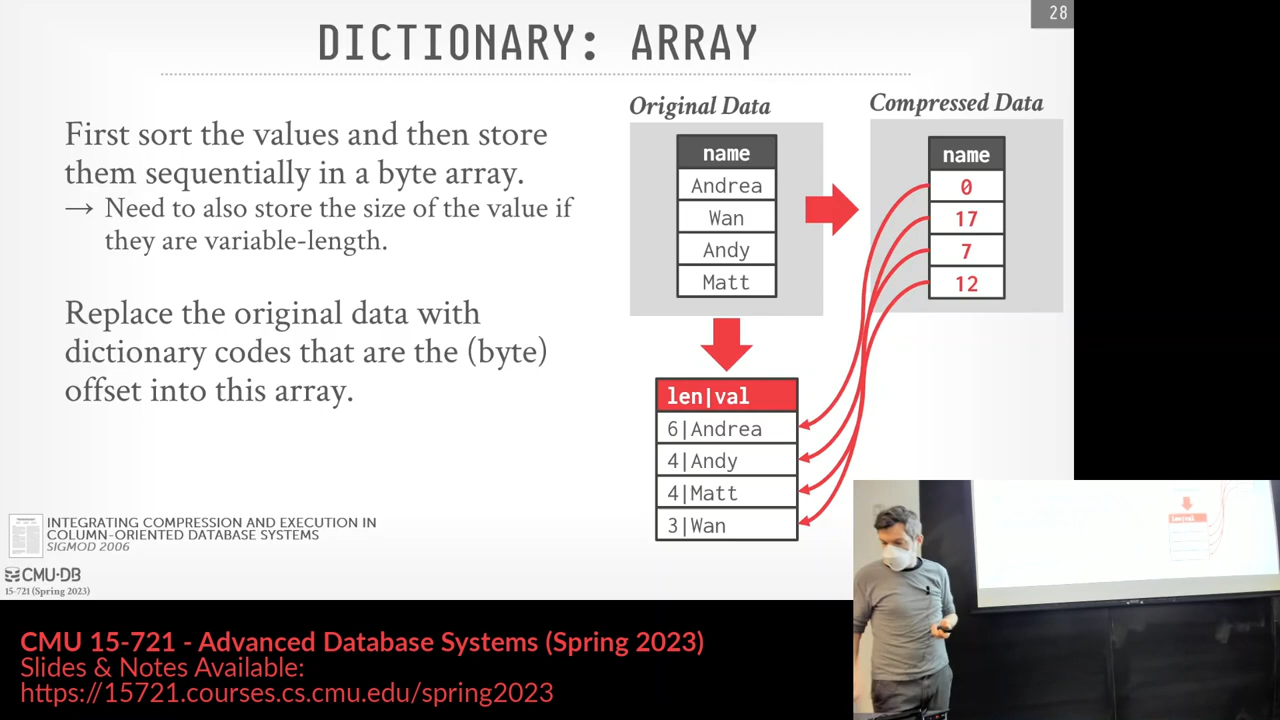 28
DICTIONARY: ARRAY
First sort the values and then store
them sequentially in a byte array.
→ Need to also store the size of the value if
they are variable-length.
Replace the original data with
dictionary codes that are the (byte)
offset into this array.
Original Data
name
Andrea
Wan
Andy
Matt
Compressed Data
name
0
17
7
12
len|val
6|Andrea
4|Andy
4|Matt
3|Wan
INTEGRATING COMPRESSION AND EXECUTION IN
COLUMN-ORIENTED DATABASE SYSTEMS
SIGMOD 2006
CMU·DB
15-721 (Spring 2023)
len|val
CMU 15-721 - Advanced Database Systems (Spring 2023)
Slides & Notes Available:
https://15721.courses.cs.cmu.edu/spring2023